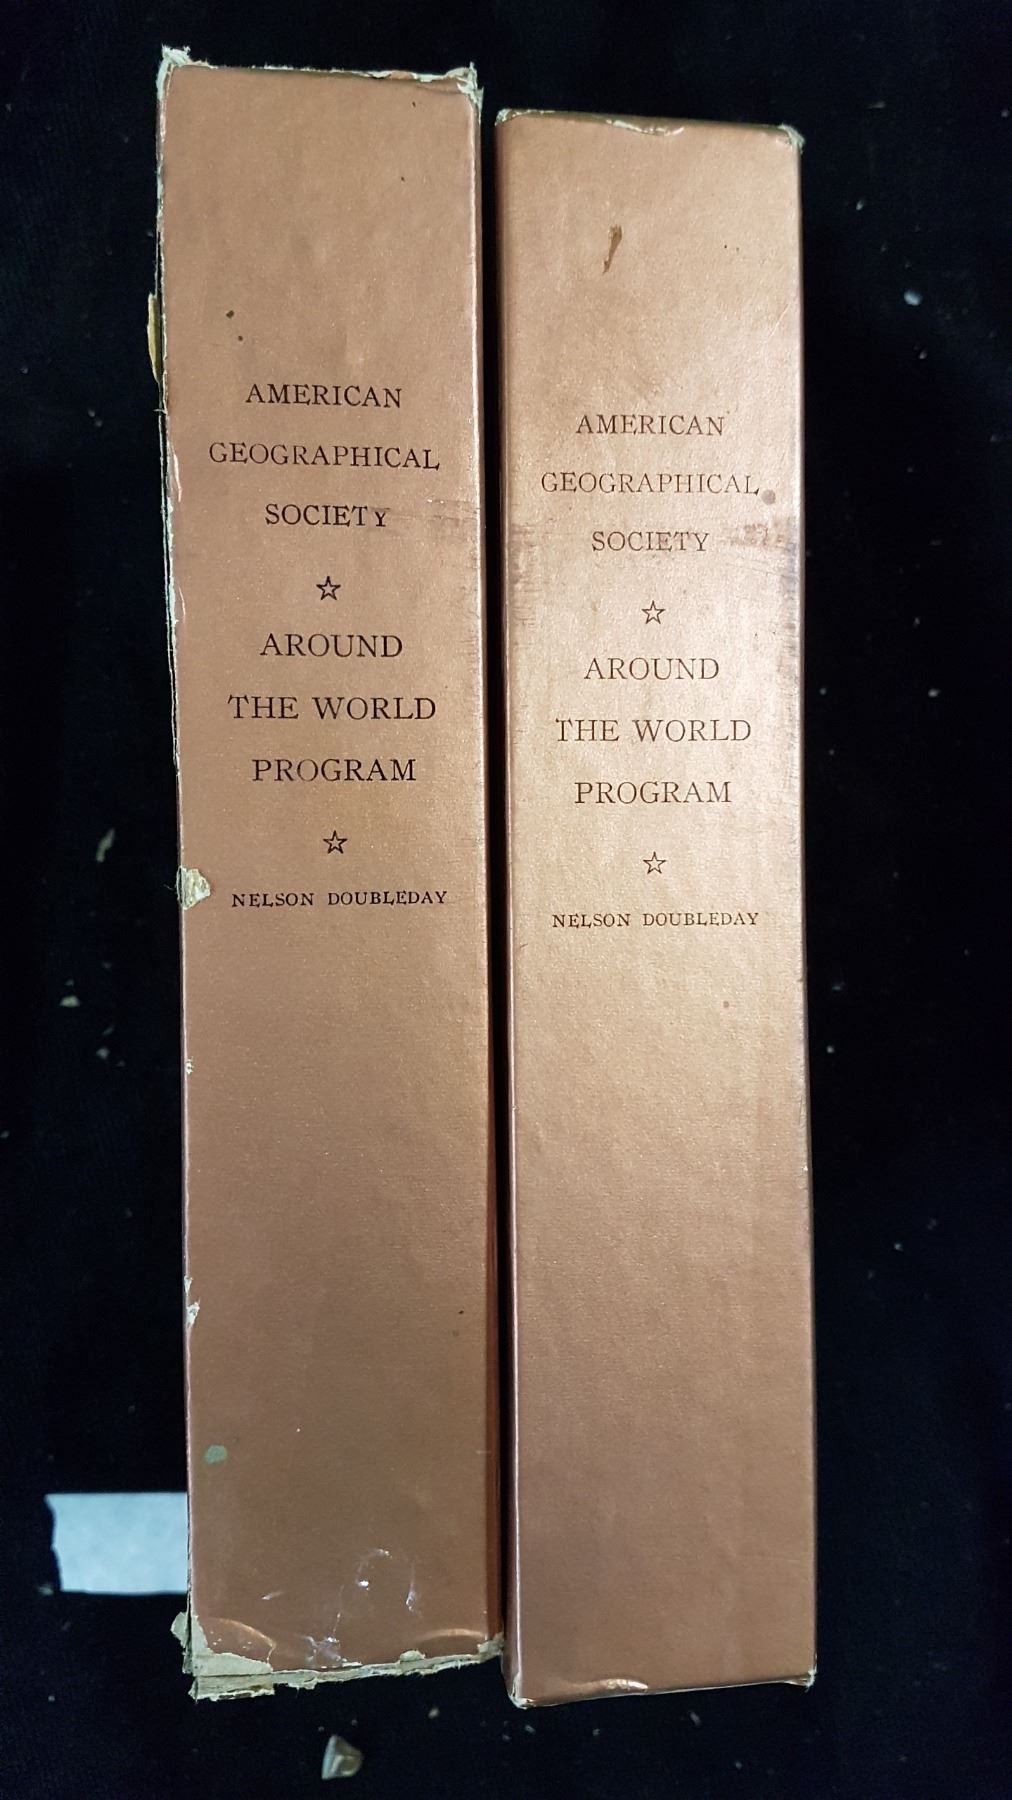 AMERICAN
GEOGRAPHICAL
SOCIETY
☆
AROUND
THE WORLD
PROGRAM
☆
NELSON DOUBLEDAY
AMERICAN
GEOGRAPHICAL
SOCIETY
☆
AROUND
THE WORLD
PROGRAM
☆
NELSON DOUBLEDAY